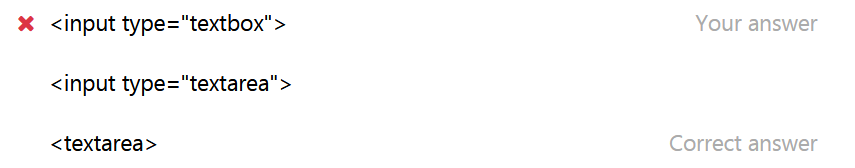 <input type="textbox"> Your answer
<input type="textarea">
<textarea> Correct answer